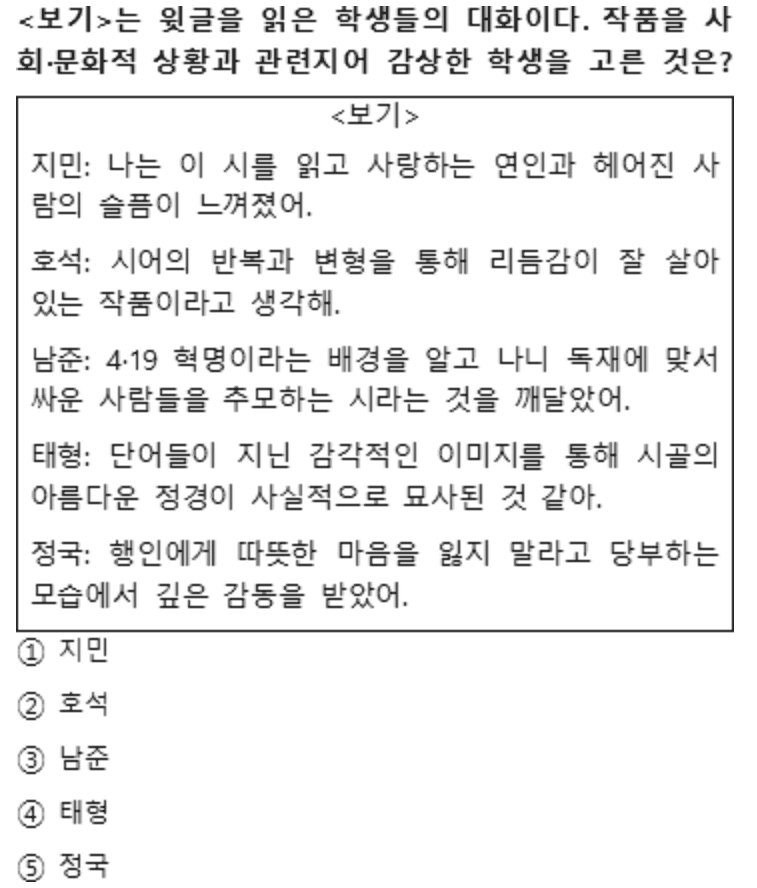 <보기>는 윗글을 읽은 학생들의 대화이다. 작품을 사
회·문화적 상황과 관련지어 감상한 학생을 고른 것은?
<보기>
지민: 나는 이 시를 읽고 사랑하는 연인과 헤어진 사
람의 슬픔이 느껴졌어.
호석: 시어의 반복과 변형을 통해 리듬감이 잘 살아
있는 작품이라고 생각해.
남준: 4·19 혁명이라는 배경을 알고 나니 독재에 맞서
싸운 사람들을 추모하는 시라는 것을 깨달았어.
태형: 단어들이 지닌 감각적인 이미지를 통해 시골의
아름다운 정경이 사실적으로 묘사된 것 같아.
정국: 행인에게 따뜻한 마음을 잃지 말라고 당부하는
모습에서 깊은 감동을 받았어.
① 지민
② 호석
③ 남준
④ 태형
⑤ 정국